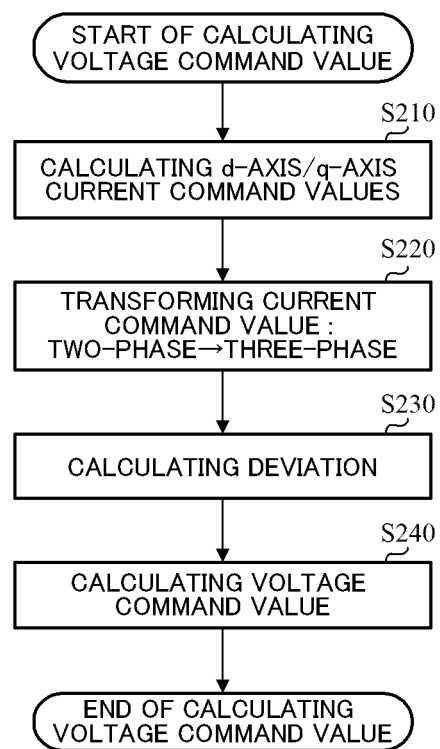 START OF CALCULATING
VOLTAGE COMMAND VALUE
S210
CALCULATING d-AXIS/q-AXIS
CURRENT COMMAND VALUES
S220
TRANSFORMING CURRENT
COMMAND VALUE :
TWO-PHASE→THREE-PHASE
S230
CALCULATING DEVIATION
S240
CALCULATING VOLTAGE
COMMAND VALUE
END OF CALCULATING
VOLTAGE COMMAND VALUE